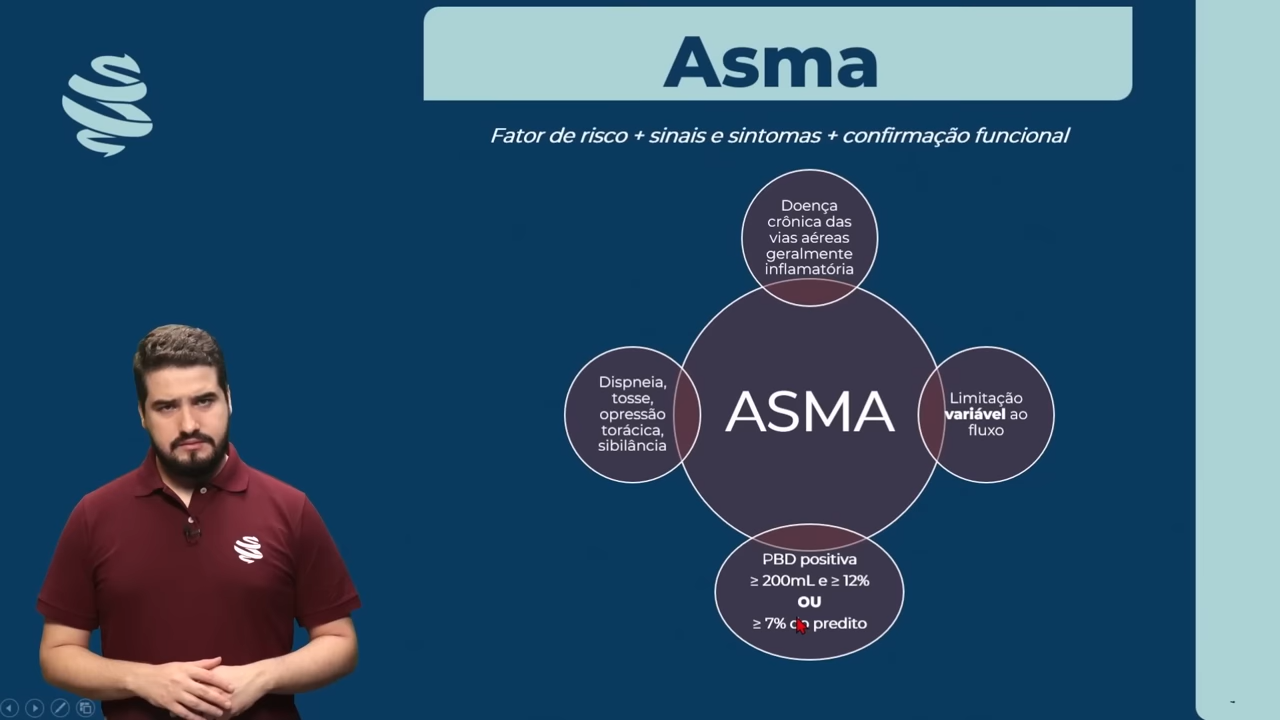 Asma
Fator de risco + sinais e sintomas + confirmação funcional
Doença
crônica das
vias aéreas
geralmente
inflamatória
Dispneia,
tosse,
opressão
torácica,
sibilância
ASMA
Limitação
variável ao
fluxo
PBD positiva
≥ 200mL e ≥ 12%
OU
≥ 7% do predito